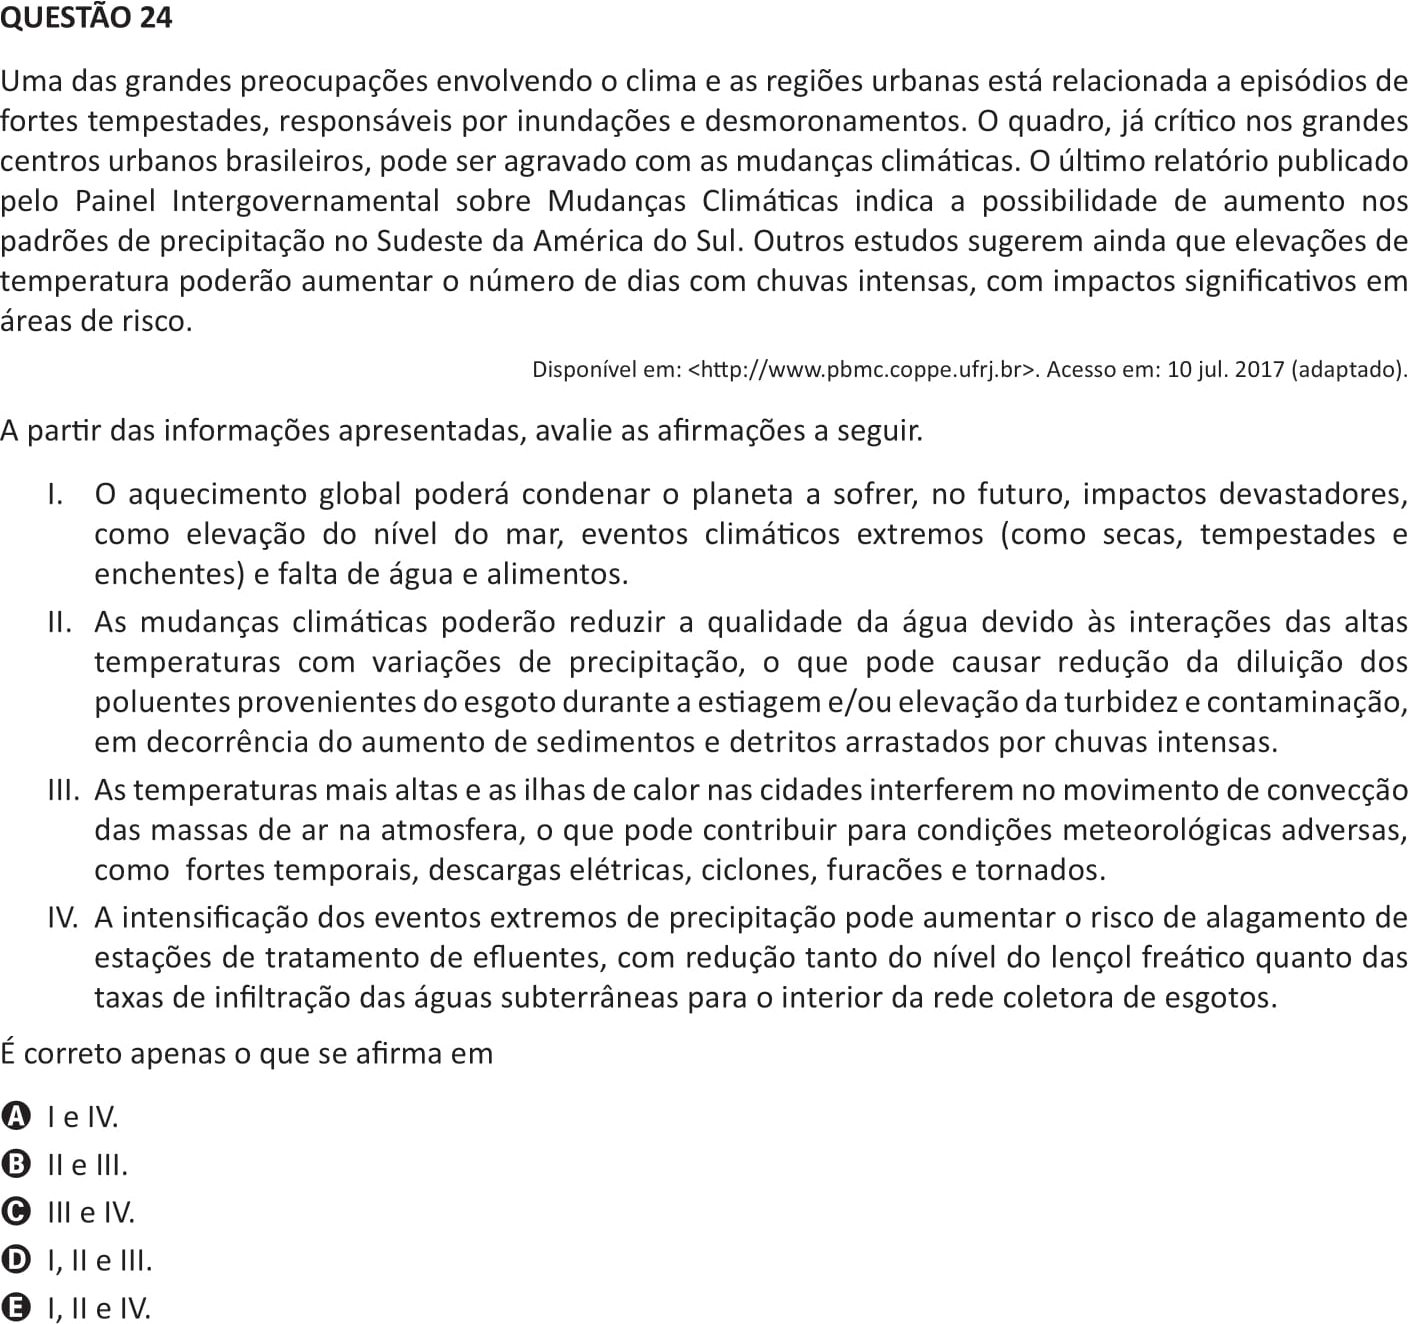 QUESTÃO 24
Uma das grandes preocupações envolvendo o clima e as regiões urbanas está relacionada a episódios de
fortes tempestades, responsáveis por inundações e desmoronamentos. O quadro, já crítico nos grandes
centros urbanos brasileiros, pode ser agravado com as mudanças climáticas. O último relatório publicado
pelo Painel Intergovernamental sobre Mudanças Climáticas indica a possibilidade de aumento nos
padrões de precipitação no Sudeste da América do Sul. Outros estudos sugerem ainda que elevações de
temperatura poderão aumentar o número de dias com chuvas intensas, com impactos significativos em
áreas de risco.
Disponível em: <http://www.pbmc.coppe.ufrj.br>. Acesso em: 10 jul. 2017 (adaptado).
A partir das informações apresentadas, avalie as afirmações a seguir.
I. O aquecimento global poderá condenar o planeta a sofrer, no futuro, impactos devastadores,
como elevação do nível do mar, eventos climáticos extremos (como secas, tempestades e
enchentes) e falta de água e alimentos.
II. As mudanças climáticas poderão reduzir a qualidade da água devido às interações das altas
temperaturas com variações de precipitação, o que pode causar redução da diluição dos
poluentes provenientes do esgoto durante a estiagem e/ou elevação da turbidez e contaminação,
em decorrência do aumento de sedimentos e detritos arrastados por chuvas intensas.
III. As temperaturas mais altas e as ilhas de calor nas cidades interferem no movimento de convecção
das massas de ar na atmosfera, o que pode contribuir para condições meteorológicas adversas,
como fortes temporais, descargas elétricas, ciclones, furacões e tornados.
IV. A intensificação dos eventos extremos de precipitação pode aumentar o risco de alagamento de
estações de tratamento de efluentes, com redução tanto do nível do lençol freático quanto das
taxas de infiltração das águas subterrâneas para o interior da rede coletora de esgotos.
É correto apenas o que se afirma em
A I e IV.
B II e III.
C III e IV.
D I, II e III.
E I, II e IV.